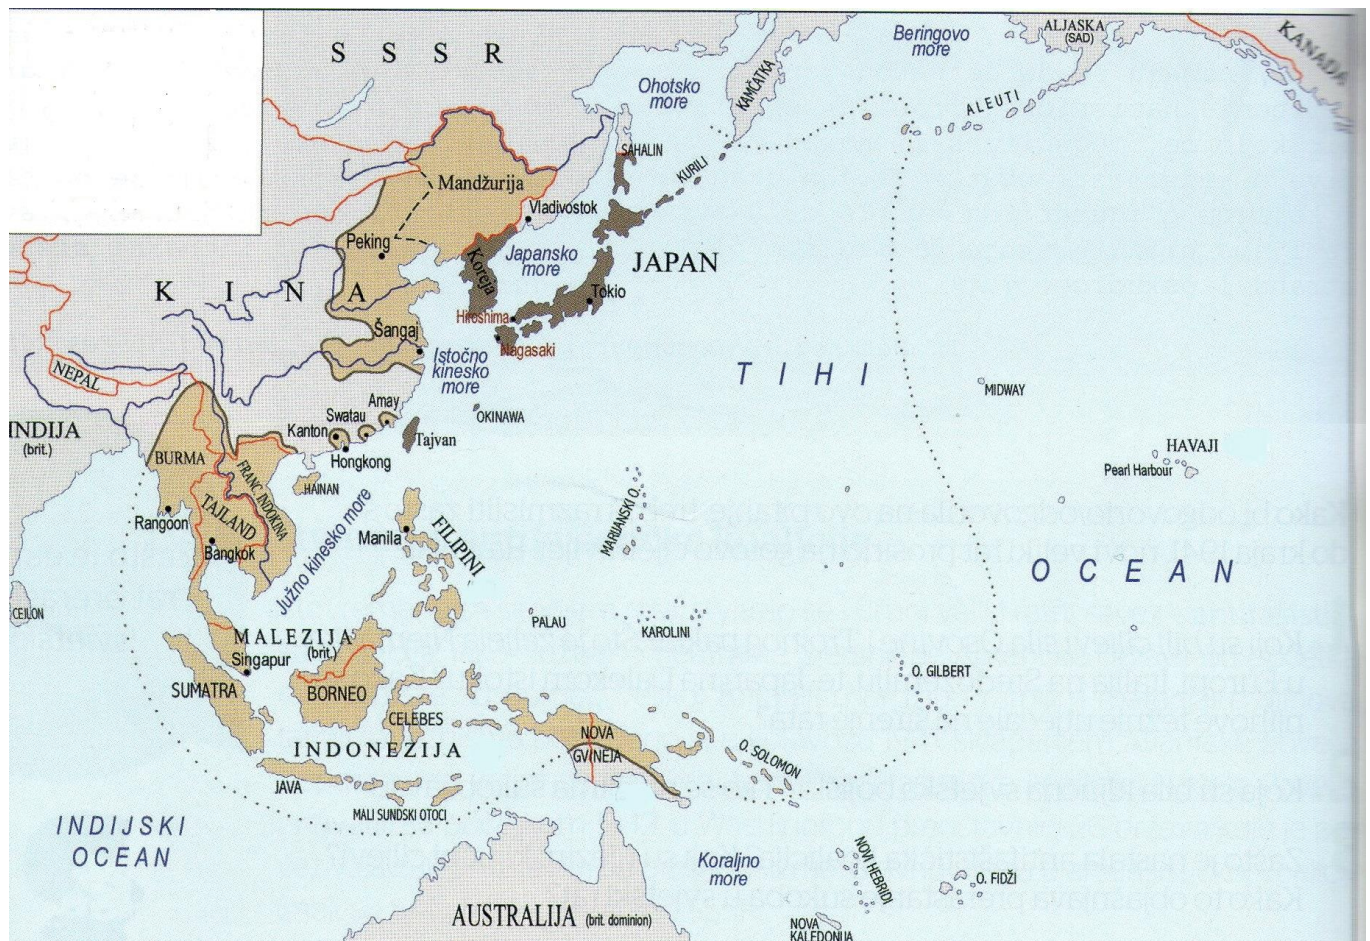 S S S R
Ohotsko
more
KAMČATKA
Beringovo
more
ALJASKA
(SAD)
KANADA
ALEUTI
SAHALIN
KURILI
Mandžurija
Vladivostok
Peking
Koreja
Japansko
more
JAPAN
Tokio
K I N A
Hiroshima
Nagasaki
Šangaj
Istočno
kinesko
more
NEPAL
T I H I
MIDWAY
Amay
Swatau
Kanton
Hongkong
OKINAWA
Tajvan
INDIJA
(brit.)
BURMA
FRANC. INDOKINA
HAINAN
HAVAJI
Pearl Harbour
TAJLAND
Rangoon
Bangkok
Južno kinesko more
Manila
FILIPINI
MARIJANSKI O.
O C E A N
CEJLON
PALAU
KAROLINI
MALEZIJA
(brit.)
Singapur
SUMATRA
BORNEO
CELEBES
O. GILBERT
INDONEZIJA
NOVA
GVINEJA
O. SOLOMON
JAVA
MALI SUNDSKI OTOCI
INDIJSKI
OCEAN
Koraljno
more
NOVI HEBRIDI
O. FIDŽI
AUSTRALIJA (brit. dominion)
NOVA
KALEDONIJA